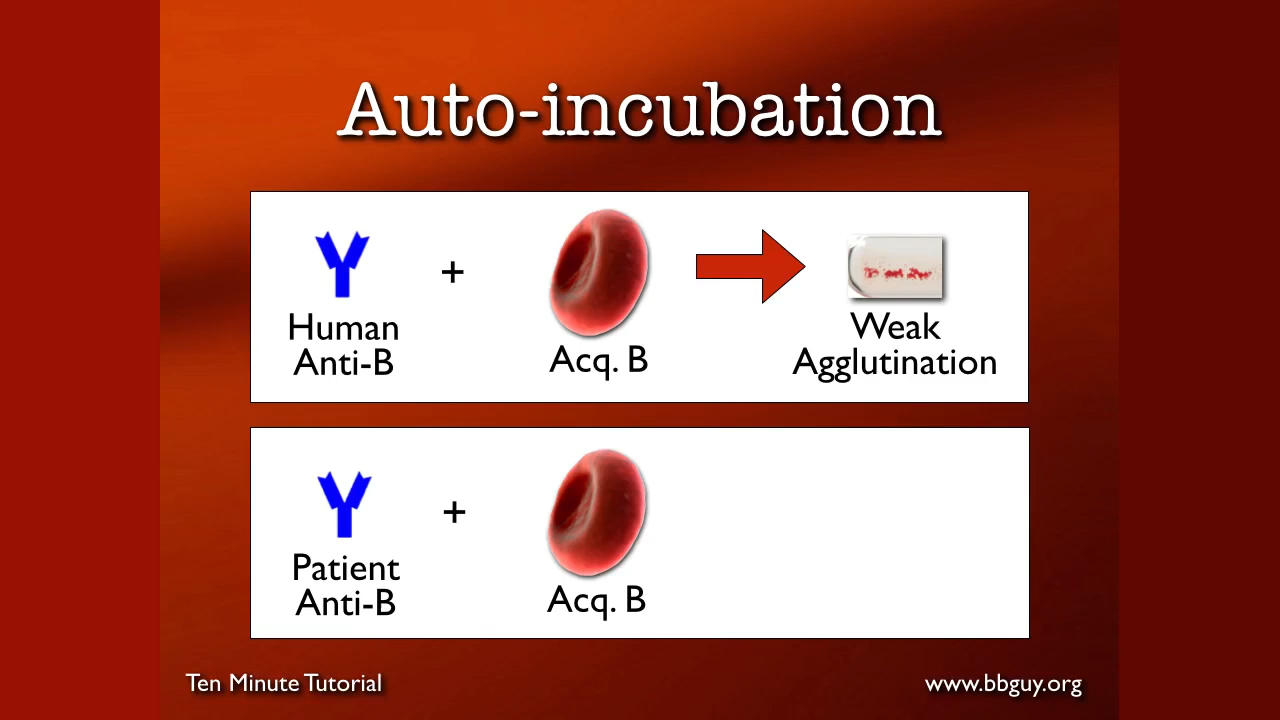 Auto-incubation
+
Human
Anti-B
Acq. B
Weak
Agglutination
+
Patient
Anti-B
Acq. B
Ten Minute Tutorial
www.bbguy.org